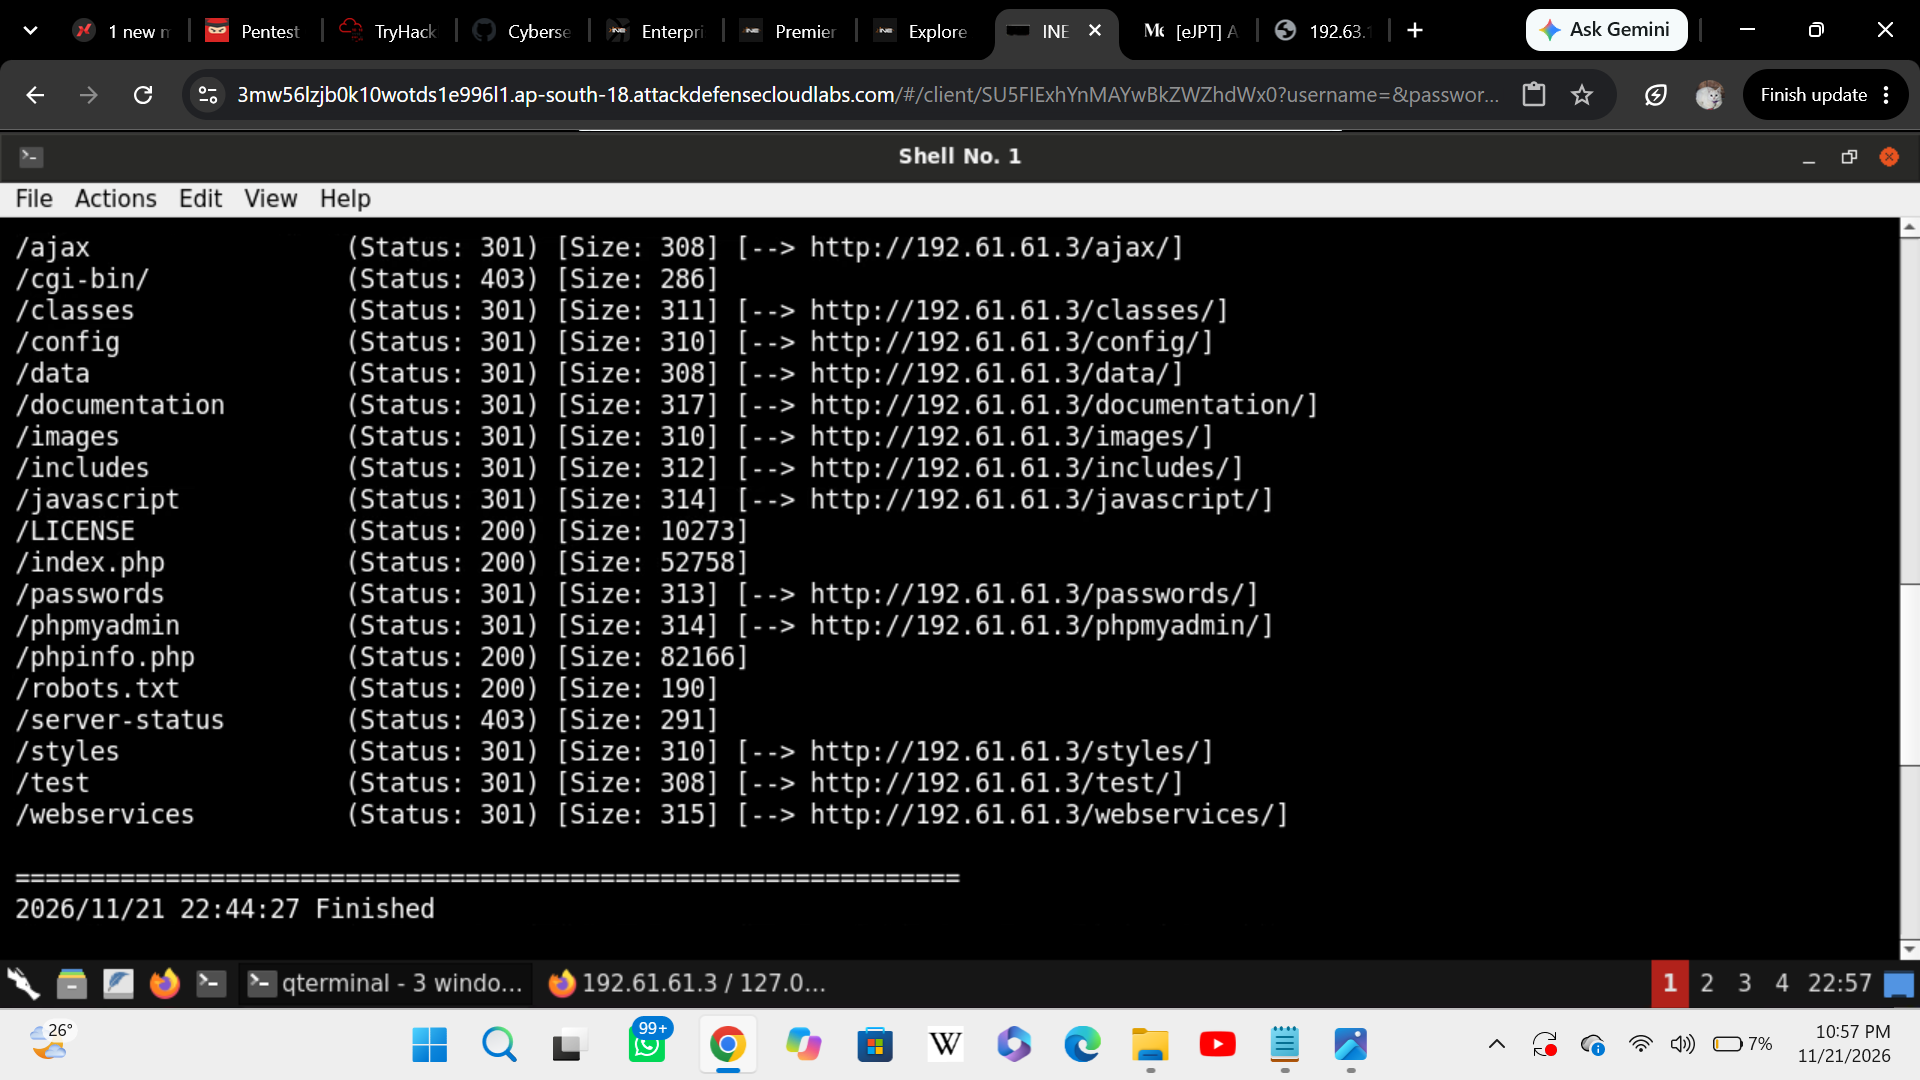 1 new m
Pentest
TryHack
Cyberse
Enterpri
Premier
Explore
INE
[eJPT] A
192.63.1
Ask Gemini
3mw56lzjb0k10wotds1e996l1.ap-south-18.attackdefensecloudlabs.com/#/client/SU5FIExhYnMAYwBkZWZhdWx0?username=&passwor...
Finish update
Shell No. 1
File Actions Edit View Help
/ajax (Status: 301) [Size: 308] [--> http://192.61.61.3/ajax/]
/cgi-bin/ (Status: 403) [Size: 286]
/classes (Status: 301) [Size: 311] [--> http://192.61.61.3/classes/]
/config (Status: 301) [Size: 310] [--> http://192.61.61.3/config/]
/data (Status: 301) [Size: 308] [--> http://192.61.61.3/data/]
/documentation (Status: 301) [Size: 317] [--> http://192.61.61.3/documentation/]
/images (Status: 301) [Size: 310] [--> http://192.61.61.3/images/]
/includes (Status: 301) [Size: 312] [--> http://192.61.61.3/includes/]
/javascript (Status: 301) [Size: 314] [--> http://192.61.61.3/javascript/]
/LICENSE (Status: 200) [Size: 10273]
/index.php (Status: 200) [Size: 52758]
/passwords (Status: 301) [Size: 313] [--> http://192.61.61.3/passwords/]
/phpmyadmin (Status: 301) [Size: 314] [--> http://192.61.61.3/phpmyadmin/]
/phpinfo.php (Status: 200) [Size: 82166]
/robots.txt (Status: 200) [Size: 190]
/server-status (Status: 403) [Size: 291]
/styles (Status: 301) [Size: 310] [--> http://192.61.61.3/styles/]
/test (Status: 301) [Size: 308] [--> http://192.61.61.3/test/]
/webservices (Status: 301) [Size: 315] [--> http://192.61.61.3/webservices/]
===============================================================
2026/11/21 22:44:27 Finished
qterminal - 3 windo...
192.61.61.3 / 127.0...
1 2 3 4 22:57
26°
99+
W
7%
10:57 PM
11/21/2026